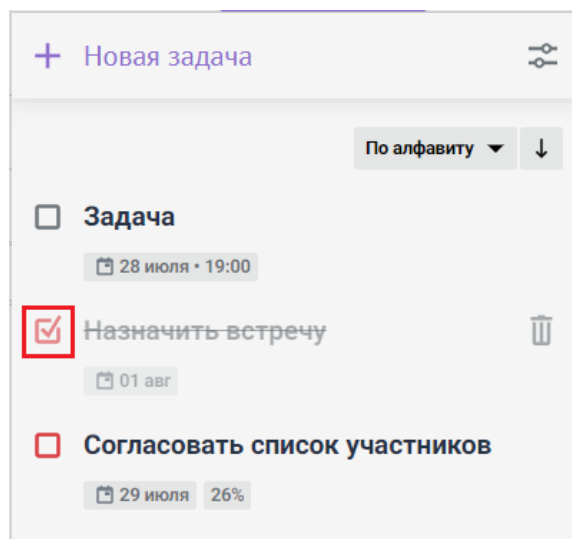 Новая задача
По алфавиту
Задача
28 июля • 19:00
Назначить встречу
01 авг
Согласовать список участников
29 июля 26%